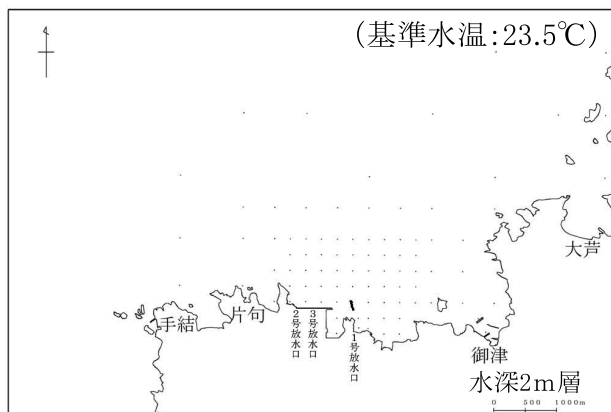 (基準水温:23.5℃)
大芦
手結
片句
2号放水口
3号放水口
1号放水口
御津
水深2m層
0 500 1000m